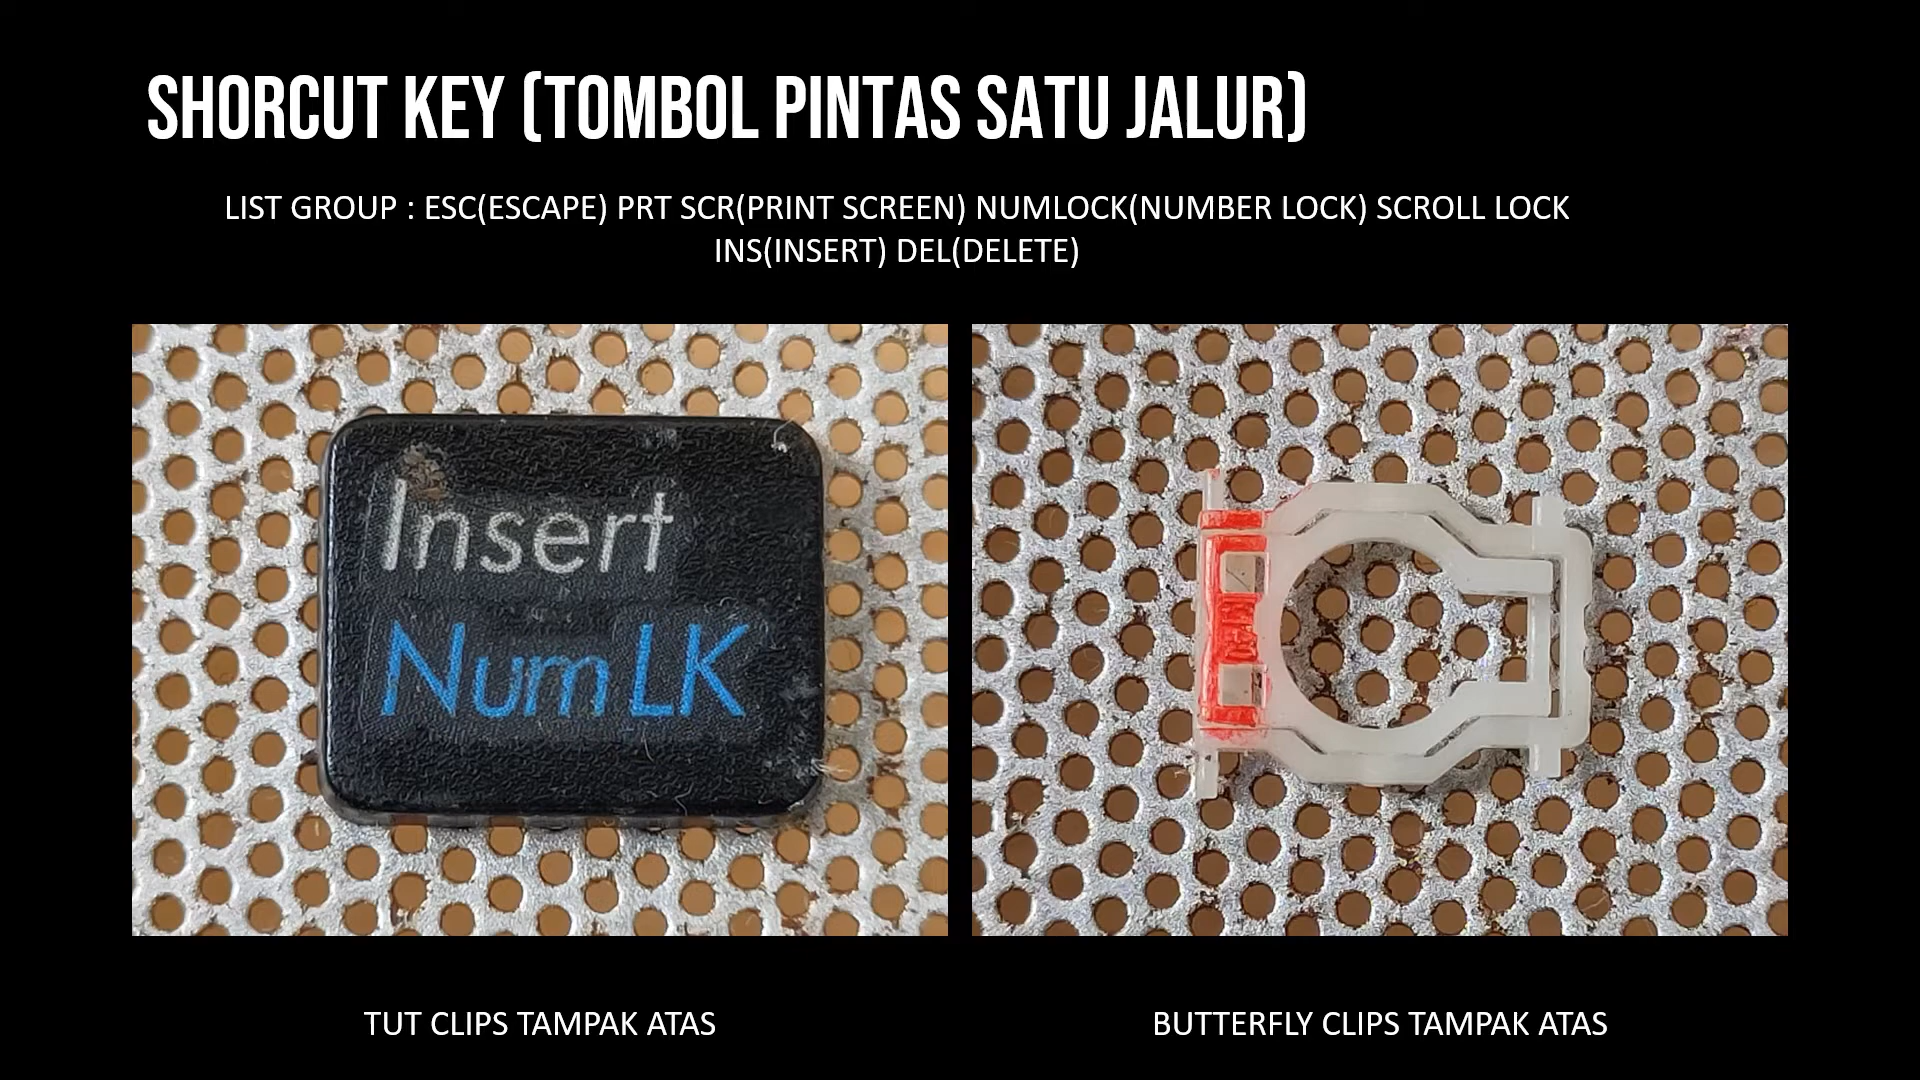 SHORCUT KEY (TOMBOL PINTAS SATU JALUR)
LIST GROUP : ESC(ESCAPE) PRT SCR(PRINT SCREEN) NUMLOCK(NUMBER LOCK) SCROLL LOCK
INS(INSERT) DEL(DELETE)
Insert
Num LK
TUT CLIPS TAMPAK ATAS
BUTTERFLY CLIPS TAMPAK ATAS